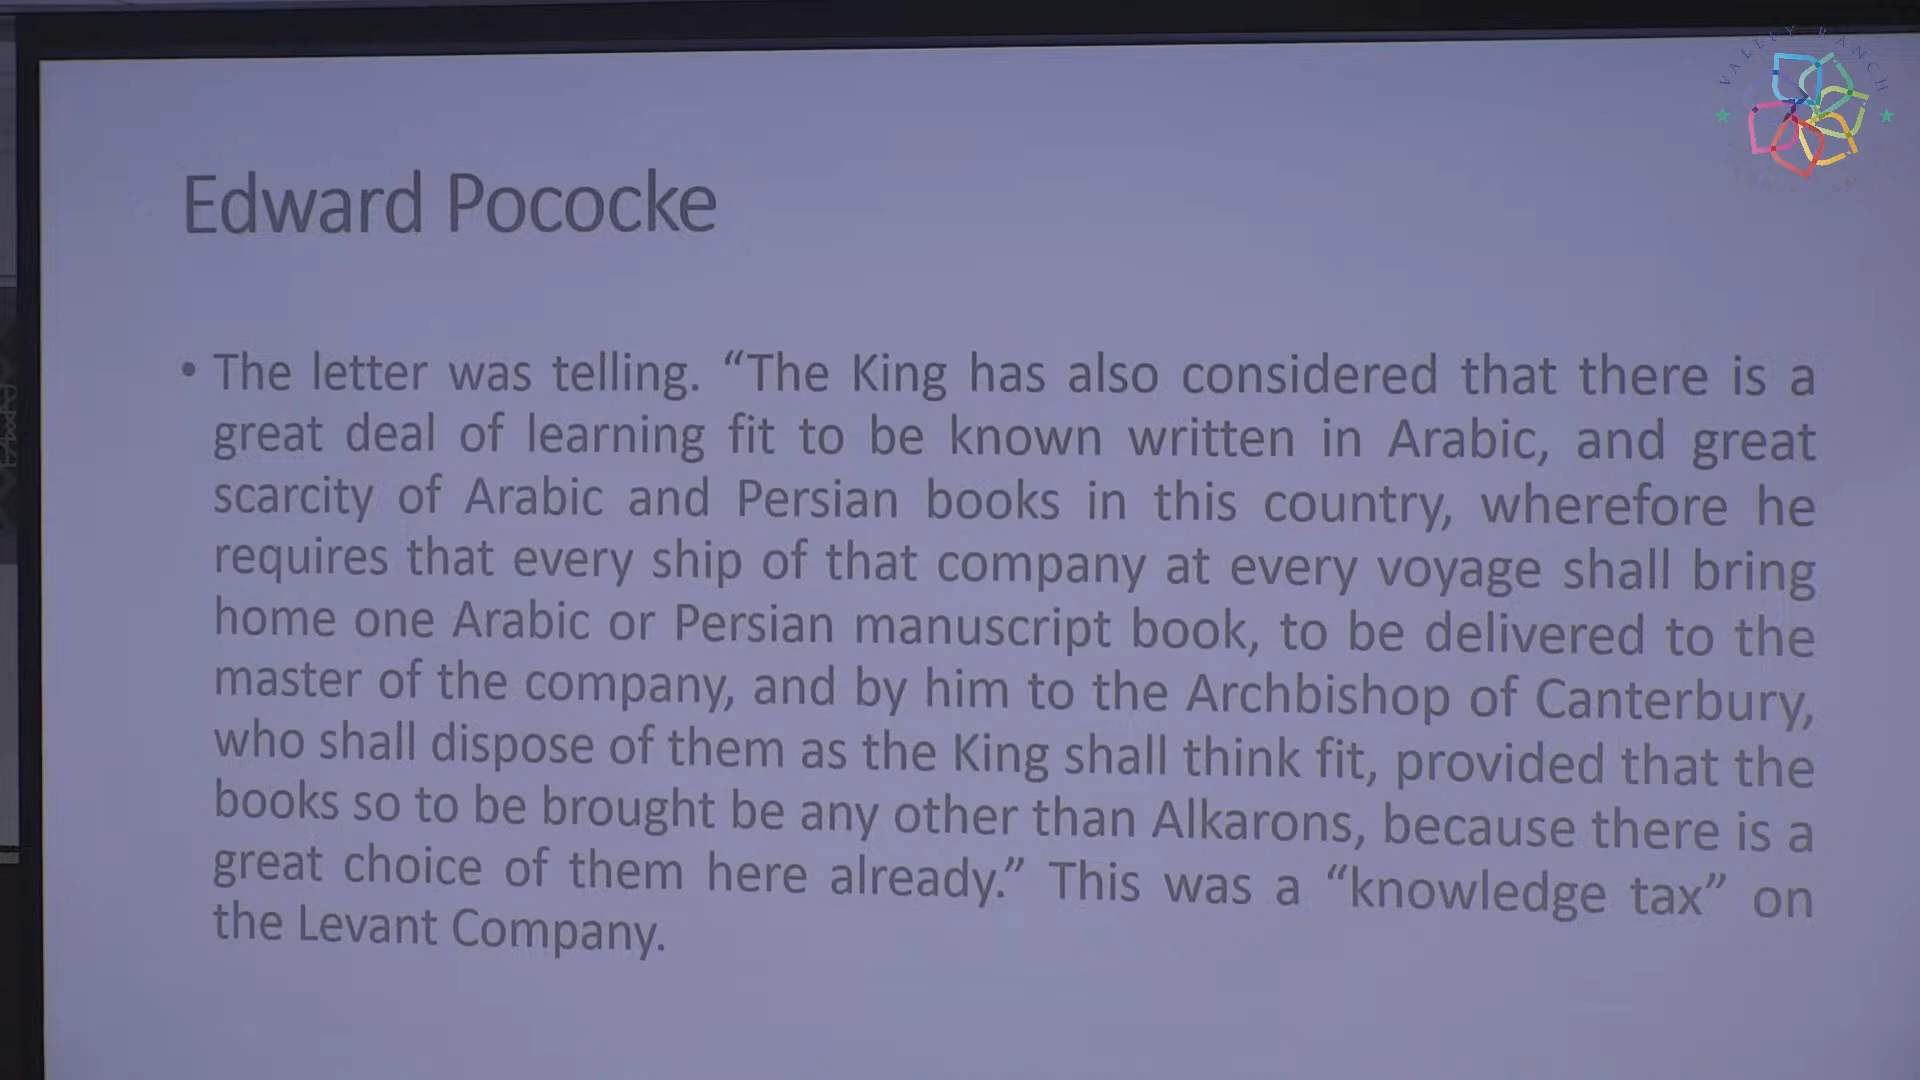 VALLEY RANCH
Edward Pococke
• The letter was telling. “The King has also considered that there is a
great deal of learning fit to be known written in Arabic, and great
scarcity of Arabic and Persian books in this country, wherefore he
requires that every ship of that company at every voyage shall bring
home one Arabic or Persian manuscript book, to be delivered to the
master of the company, and by him to the Archbishop of Canterbury,
who shall dispose of them as the King shall think fit, provided that the
books so to be brought be any other than Alkarons, because there is a
great choice of them here already.” This was a “knowledge tax” on
the Levant Company.